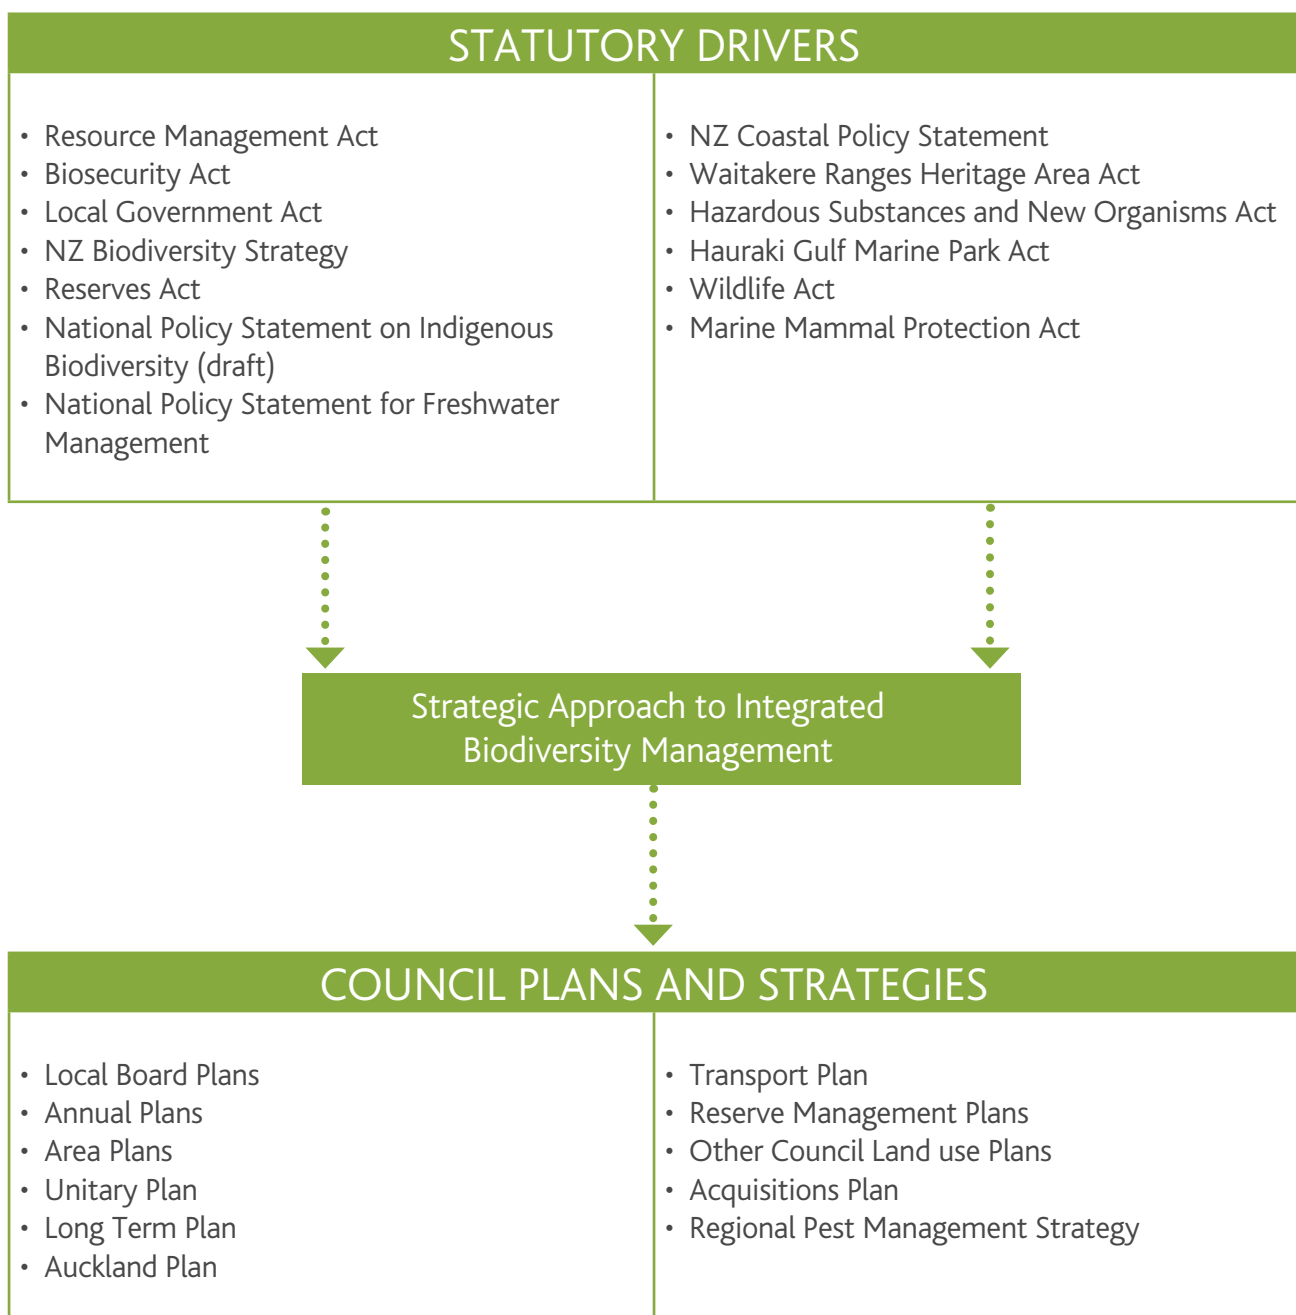 STATUTORY DRIVERS
• Resource Management Act
• Biosecurity Act
• Local Government Act
• NZ Biodiversity Strategy
• Reserves Act
• National Policy Statement on Indigenous
Biodiversity (draft)
• National Policy Statement for Freshwater
Management
• NZ Coastal Policy Statement
• Waitakere Ranges Heritage Area Act
• Hazardous Substances and New Organisms Act
• Hauraki Gulf Marine Park Act
• Wildlife Act
• Marine Mammal Protection Act
Strategic Approach to Integrated
Biodiversity Management
COUNCIL PLANS AND STRATEGIES
• Local Board Plans
• Annual Plans
• Area Plans
• Unitary Plan
• Long Term Plan
• Auckland Plan
• Transport Plan
• Reserve Management Plans
• Other Council Land use Plans
• Acquisitions Plan
• Regional Pest Management Strategy